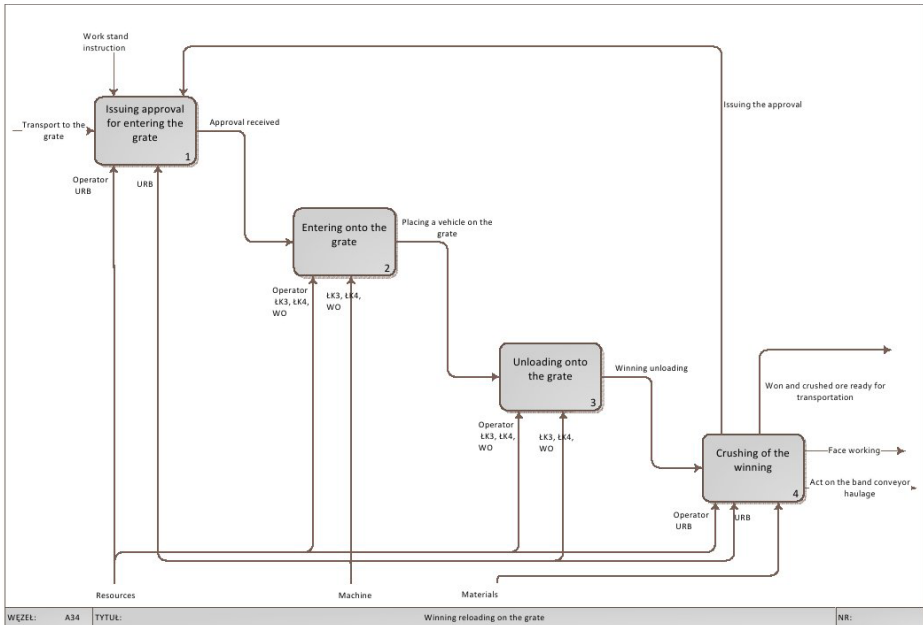 Work stand
instruction
Transport to the
grate
Issuing approval
for entering the
grate
1
Operator
URB
URB
Approval received
Issuing the approval
Entering onto the
grate
2
Placing a vehicle on the
grate
Operator
ŁK3, ŁK4,
WO
ŁK3, ŁK4,
WO
Unloading onto
the grate
3
Winning unloading
Operator
ŁK3, ŁK4,
WO
ŁK3, ŁK4,
WO
Won and crushed ore ready for
transportation
Crushing of the
winning
4
Face working
Act on the band conveyor
haulage
Operator
URB
URB
Resources
Machine
Materials
WĘZEŁ: A34 TYTUŁ: Winning reloading on the grate NR: